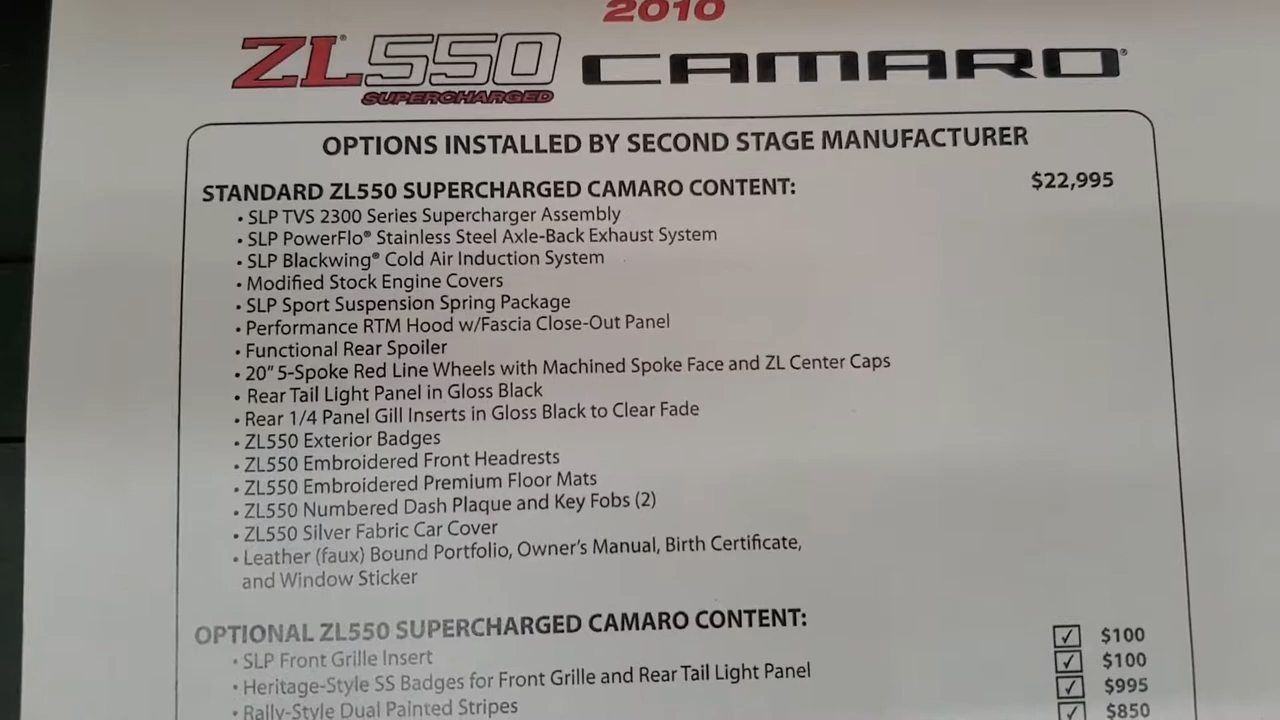 2010
ZL® 550 CAMARO®
SUPERCHARGED
OPTIONS INSTALLED BY SECOND STAGE MANUFACTURER
STANDARD ZL550 SUPERCHARGED CAMARO CONTENT: $22,995
• SLP TVS 2300 Series Supercharger Assembly
• SLP PowerFlo® Stainless Steel Axle-Back Exhaust System
• SLP Blackwing® Cold Air Induction System
• Modified Stock Engine Covers
• SLP Sport Suspension Spring Package
• Performance RTM Hood w/Fascia Close-Out Panel
• Functional Rear Spoiler
• 20" 5-Spoke Red Line Wheels with Machined Spoke Face and ZL Center Caps
• Rear Tail Light Panel in Gloss Black
• Rear 1/4 Panel Gill Inserts in Gloss Black to Clear Fade
• ZL550 Exterior Badges
• ZL550 Embroidered Front Headrests
• ZL550 Embroidered Premium Floor Mats
• ZL550 Numbered Dash Plaque and Key Fobs (2)
• ZL550 Silver Fabric Car Cover
• Leather (faux) Bound Portfolio, Owner's Manual, Birth Certificate,
and Window Sticker
OPTIONAL ZL550 SUPERCHARGED CAMARO CONTENT:
• SLP Front Grille Insert ✓ $100
• Heritage-Style SS Badges for Front Grille and Rear Tail Light Panel ✓ $100
• Rally-Style Dual Painted Stripes ✓ $995
✓ $850